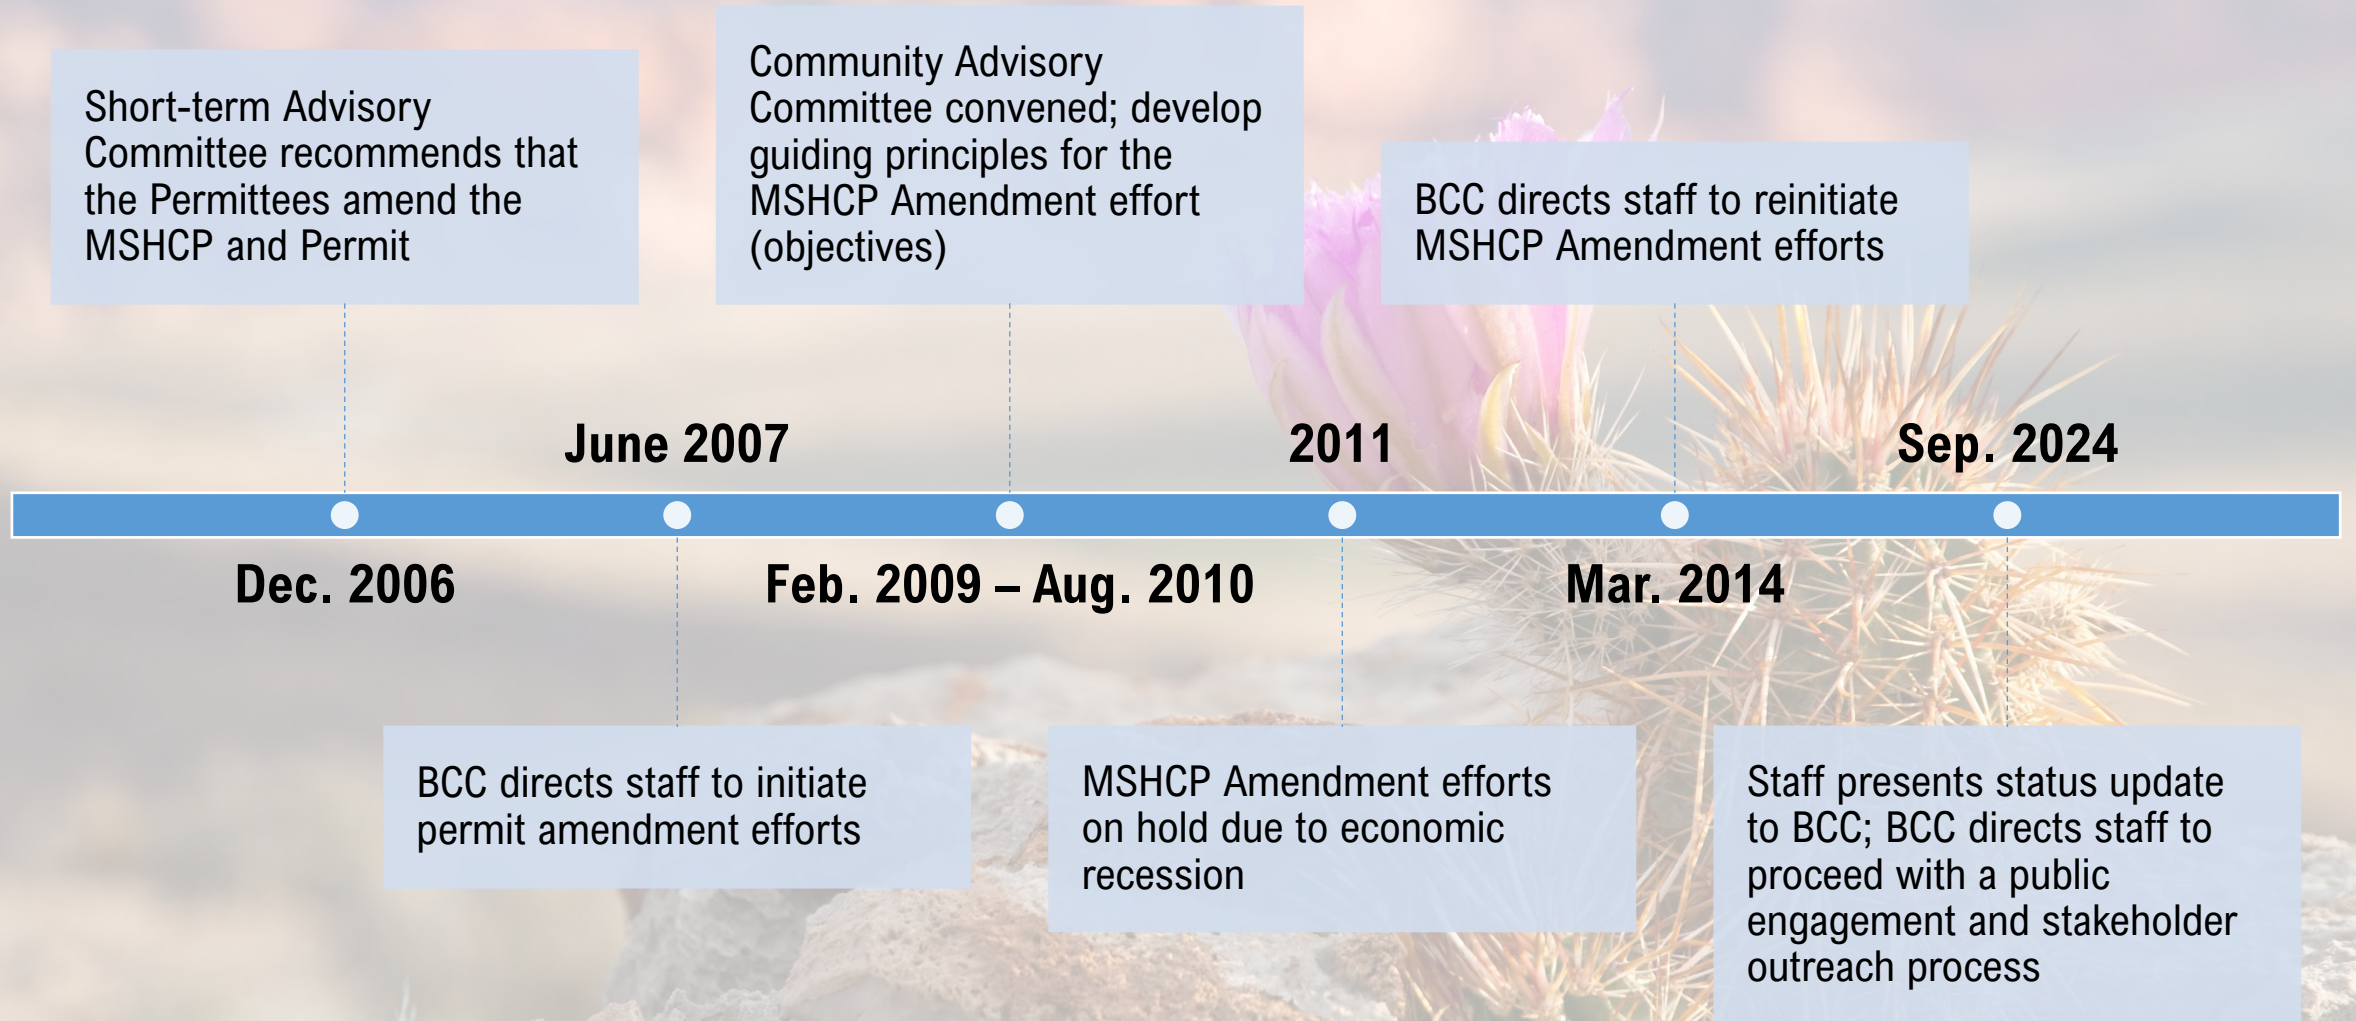 Short-term Advisory
Committee recommends that
the Permittees amend the
MSHCP and Permit
Dec. 2006
June 2007
BCC directs staff to initiate
permit amendment efforts
Community Advisory
Committee convened; develop
guiding principles for the
MSHCP Amendment effort
(objectives)
Feb. 2009 – Aug. 2010
2011
MSHCP Amendment efforts
on hold due to economic
recession
BCC directs staff to reinitiate
MSHCP Amendment efforts
Mar. 2014
Sep. 2024
Staff presents status update
to BCC; BCC directs staff to
proceed with a public
engagement and stakeholder
outreach process